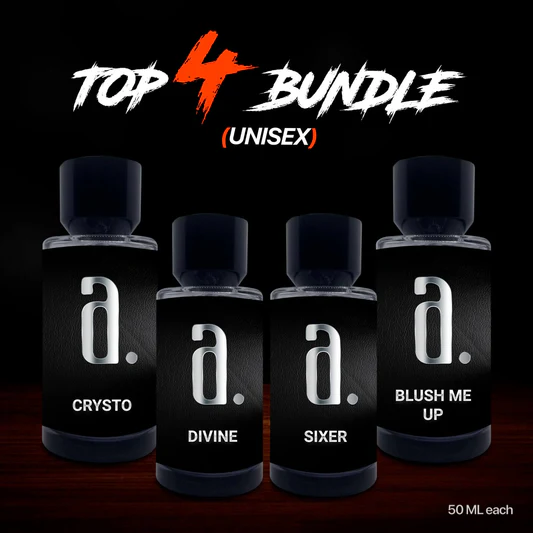 TOP 4 BUNDLE
(UNISEX)
a.
CRYSTO
a.
DIVINE
a.
SIXER
a.
BLUSH ME
UP
50 ML each